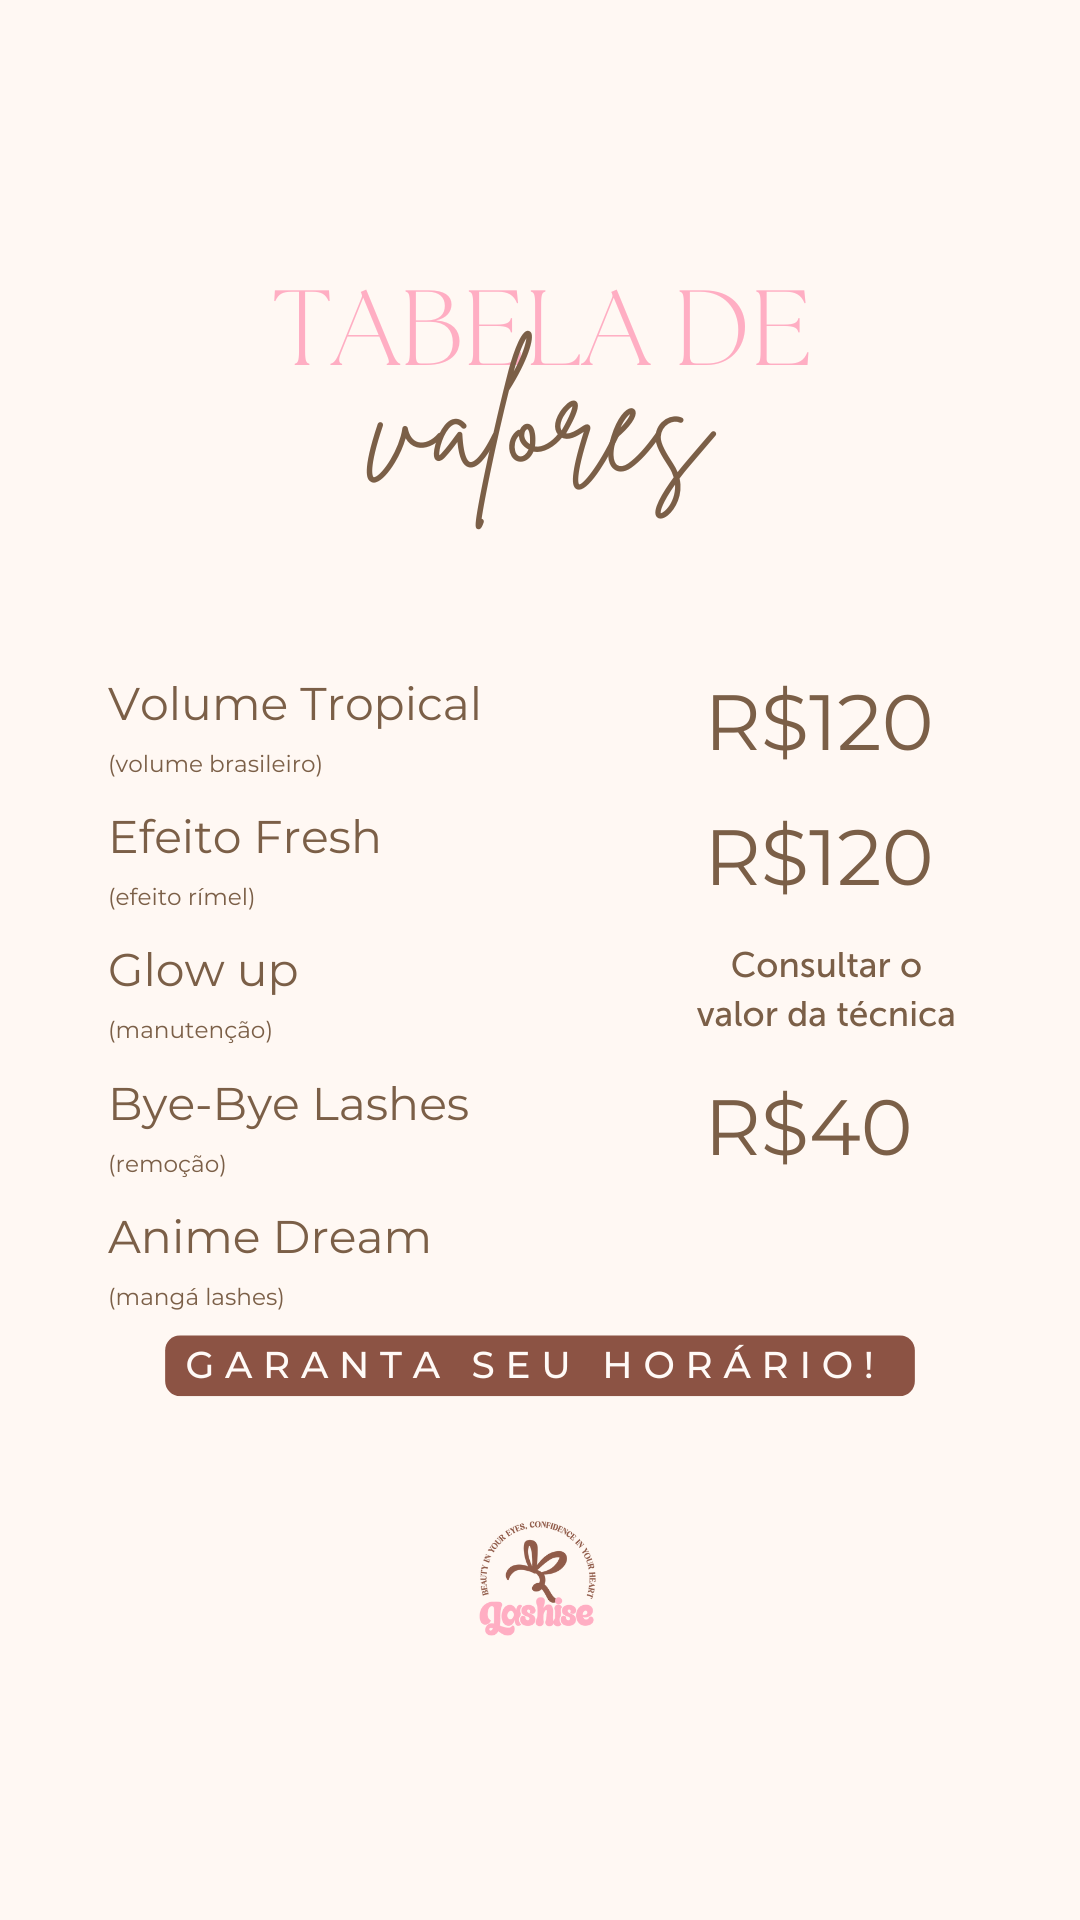 TABELA DE
valores
Volume Tropical
R$120
(volume brasileiro)
Efeito Fresh
R$120
(efeito rímel)
Glow up
Consultar o
valor da técnica
(manutenção)
Bye-Bye Lashes
R$40
(remoção)
Anime Dream
(mangá lashes)
GARANTA SEU HORÁRIO!
BEAUTY IN YOUR EYES, CONFIDENCE IN YOUR HEART
gashise